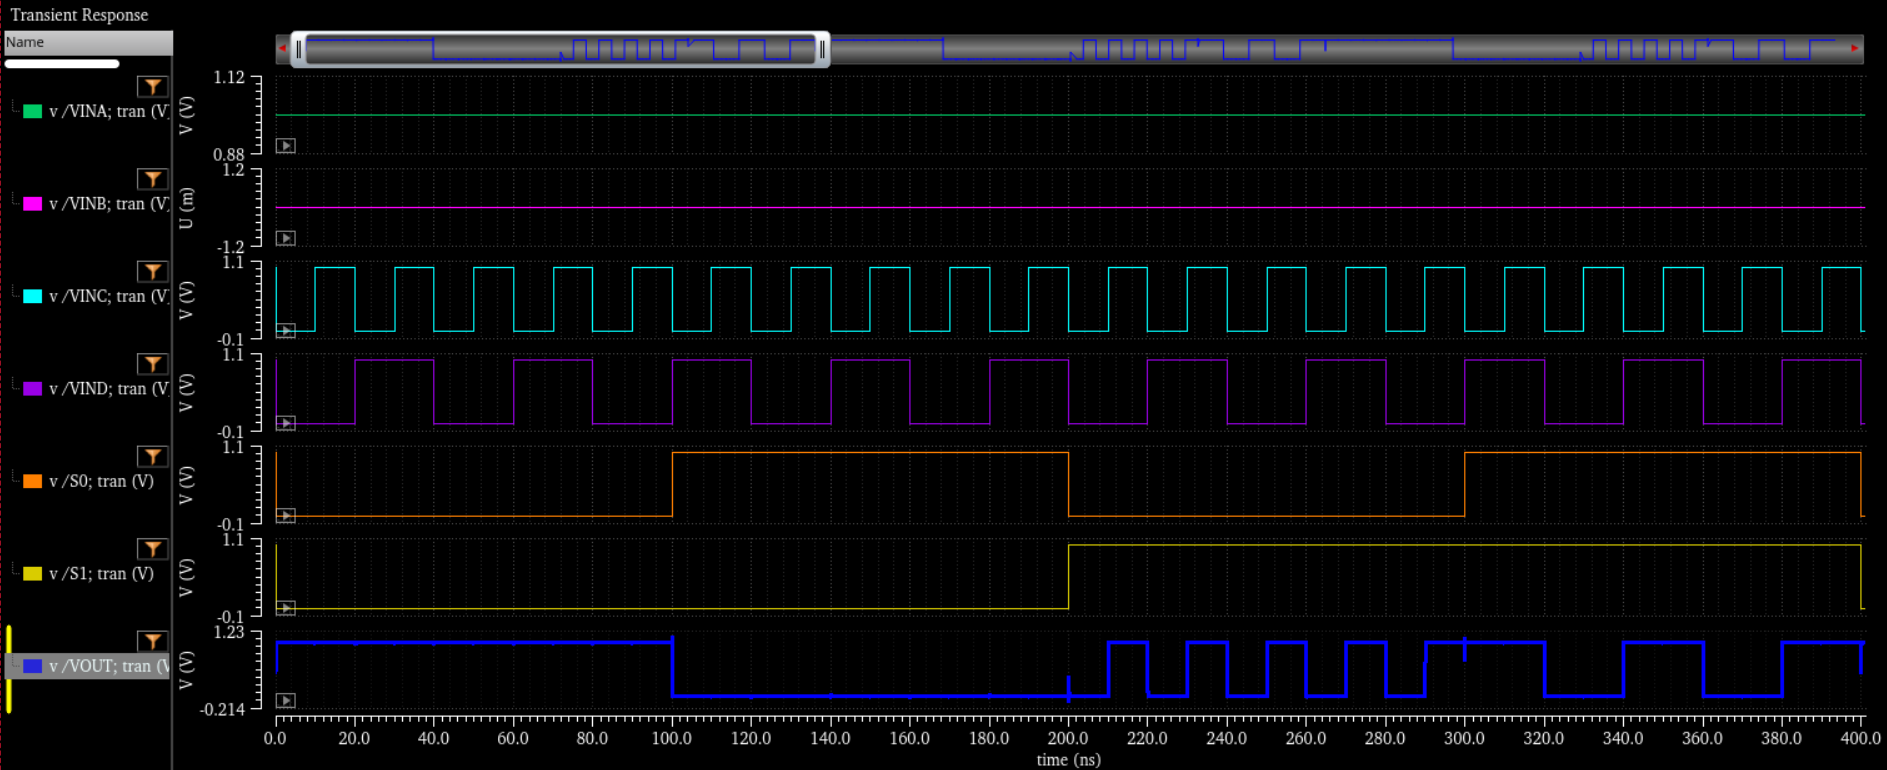 Transient Response
Name
v /VINA; tran (V
V (V)
1.12
0.88
v /VINB; tran (V)
U (m)
1.2
-1.2
v /VINC; tran (V
V (V)
1.1
-0.1
v /VIND; tran (V
V (V)
1.1
-0.1
v /S0; tran (V)
V (V)
1.1
-0.1
v /S1; tran (V)
V (V)
1.1
-0.1
v /VOUT; tran (V
V (V)
1.23
-0.214
0.0 20.0 40.0 60.0 80.0 100.0 120.0 140.0 160.0 180.0 200.0 220.0 240.0 260.0 280.0 300.0 320.0 340.0 360.0 380.0 400.0
time (ns)